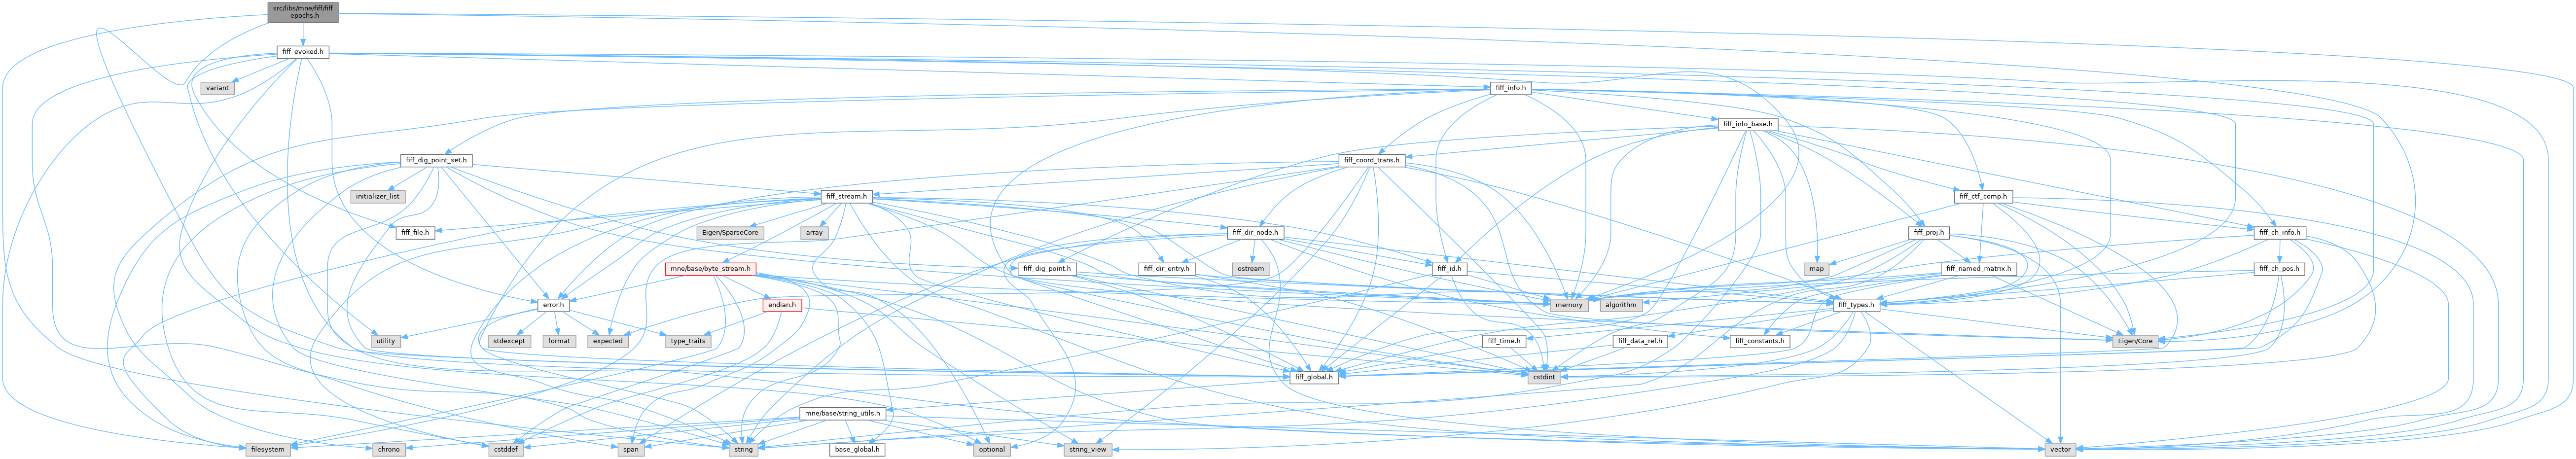 src/libs/mne/fiff/fiff
_epochs.h
fiff_evoked.h
variant
fiff_info.h
fiff_info_base.h
fiff_dig_point_set.h
fiff_coord_trans.h
initializer_list
fiff_stream.h
fiff_ctf_comp.h
fiff_file.h
Eigen/SparseCore
array
fiff_dir_node.h
fiff_proj.h
fiff_ch_info.h
mne/base/byte_stream.h
fiff_dig_point.h
fiff_dir_entry.h
ostream
fiff_id.h
map
fiff_named_matrix.h
fiff_ch_pos.h
error.h
endian.h
memory
algorithm
fiff_types.h
utility
stdexcept
format
expected
type_traits
fiff_time.h
fiff_data_ref.h
fiff_constants.h
Eigen/Core
fiff_global.h
cstdint
mne/base/string_utils.h
filesystem
chrono
cstddef
span
string
base_global.h
optional
string_view
vector